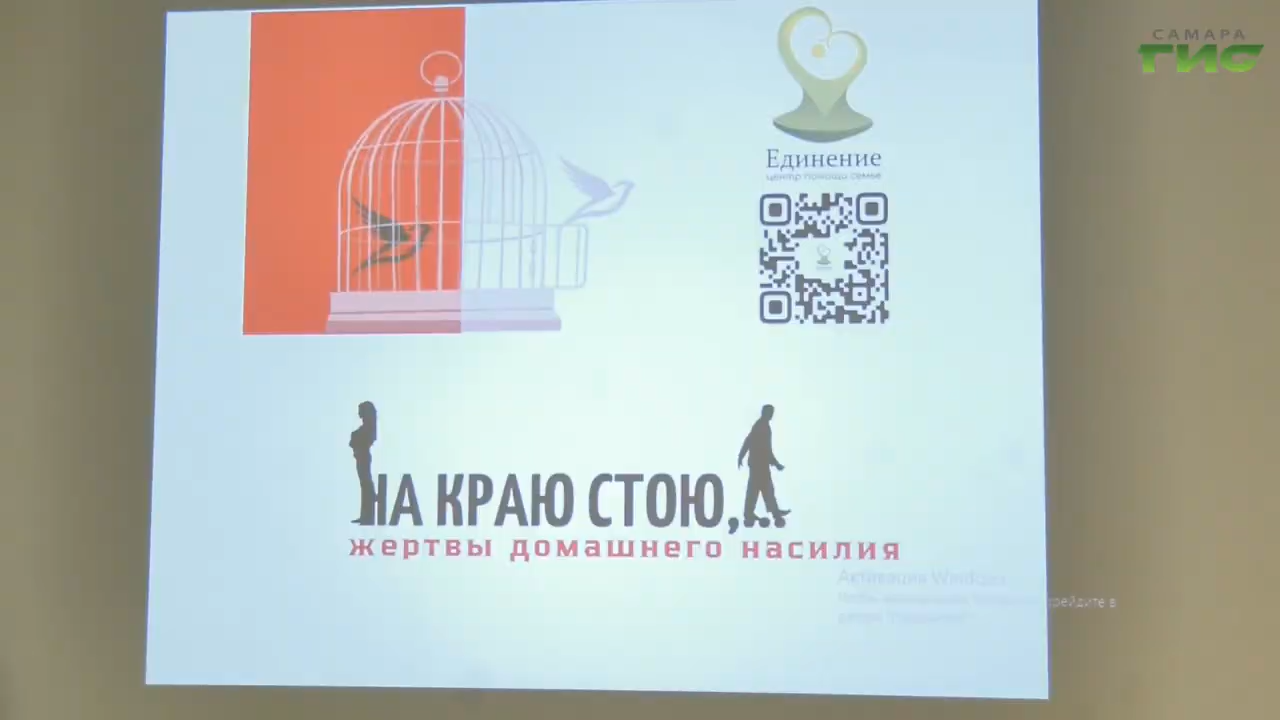 САМАРА
ГИС
Единение
центр помощи семье
НА КРАЮ СТОЮ,...
жертвы домашнего насилия
Активация Windows